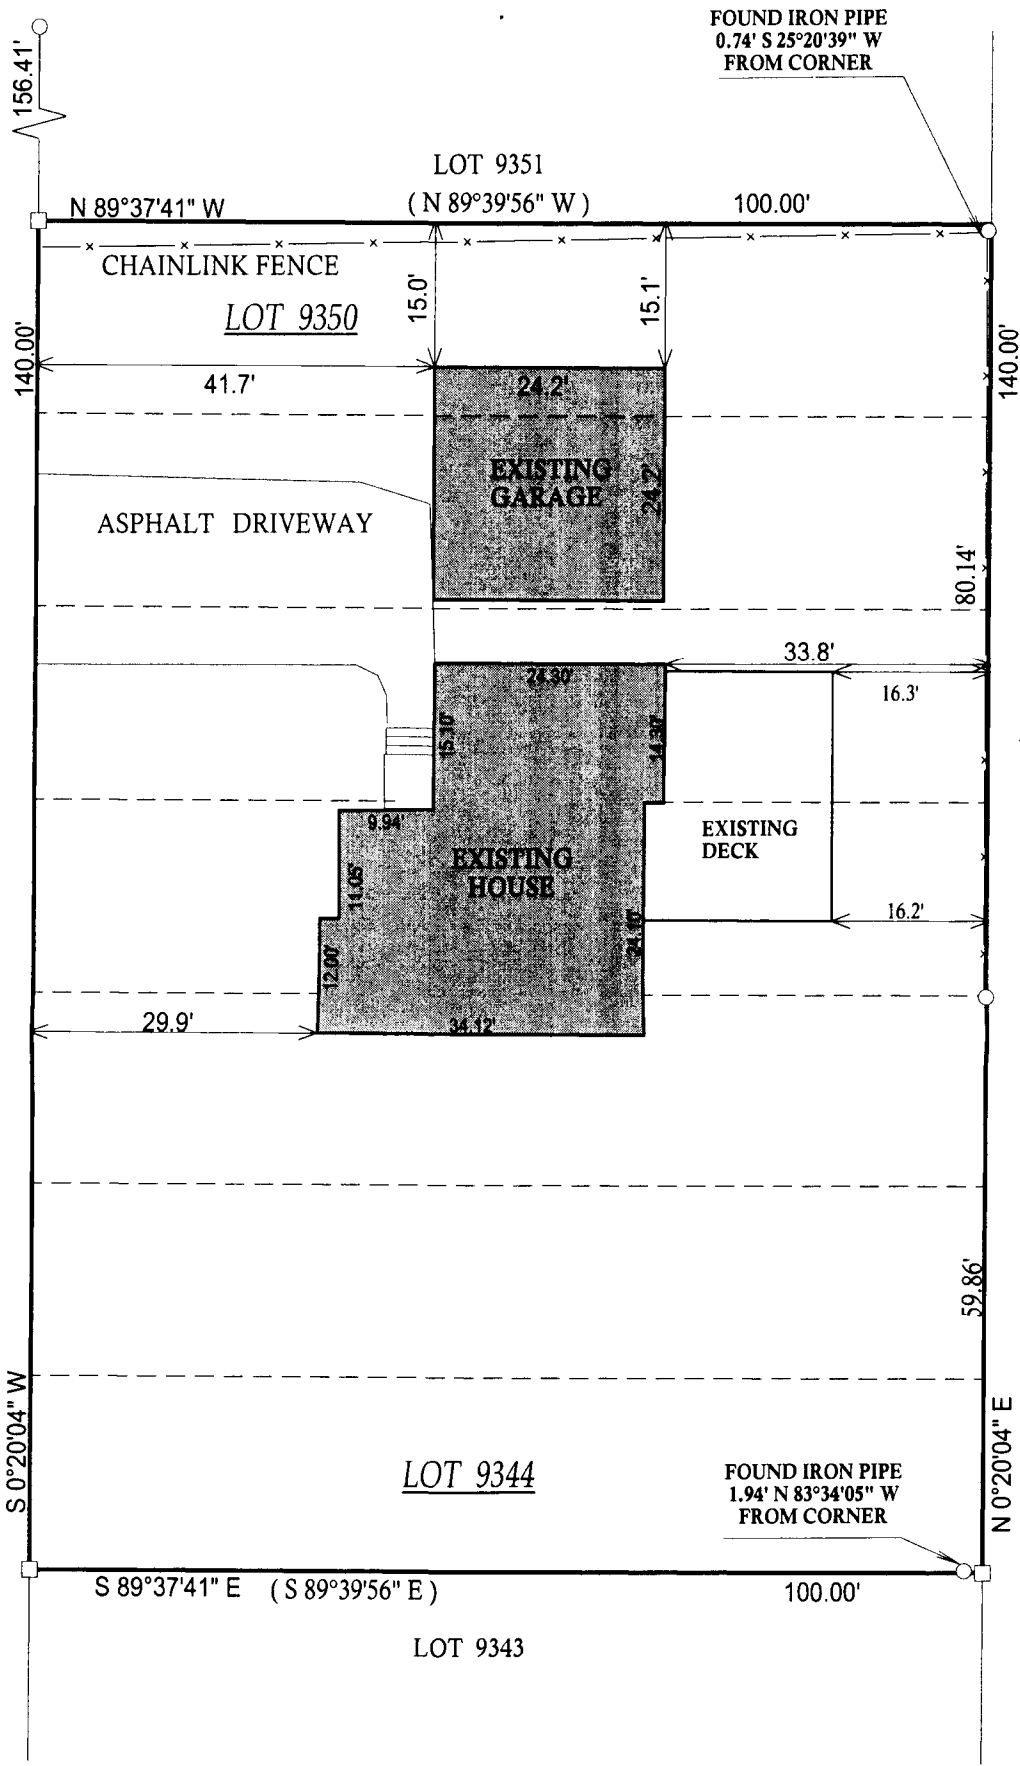 FOUND IRON PIPE
0.74' S 25°20'39" W
FROM CORNER
156.41'
LOT 9351
N 89°37'41" W
( N 89°39'56" W )
100.00'
CHAINLINK FENCE
LOT 9350
15.0'
15.1'
140.00'
140.00'
41.7'
24.2'
EXISTING
GARAGE
24.2'
ASPHALT DRIVEWAY
80.14'
33.8'
24.30'
16.3'
15.10'
14.30'
9.94'
EXISTING
DECK
EXISTING
HOUSE
11.05'
16.2'
24.10'
12.00'
29.9'
34.12'
59.86'
S 0°20'04" W
N 0°20'04" E
LOT 9344
FOUND IRON PIPE
1.94' N 83°34'05" W
FROM CORNER
S 89°37'41" E
( S 89°39'56" E )
100.00'
LOT 9343